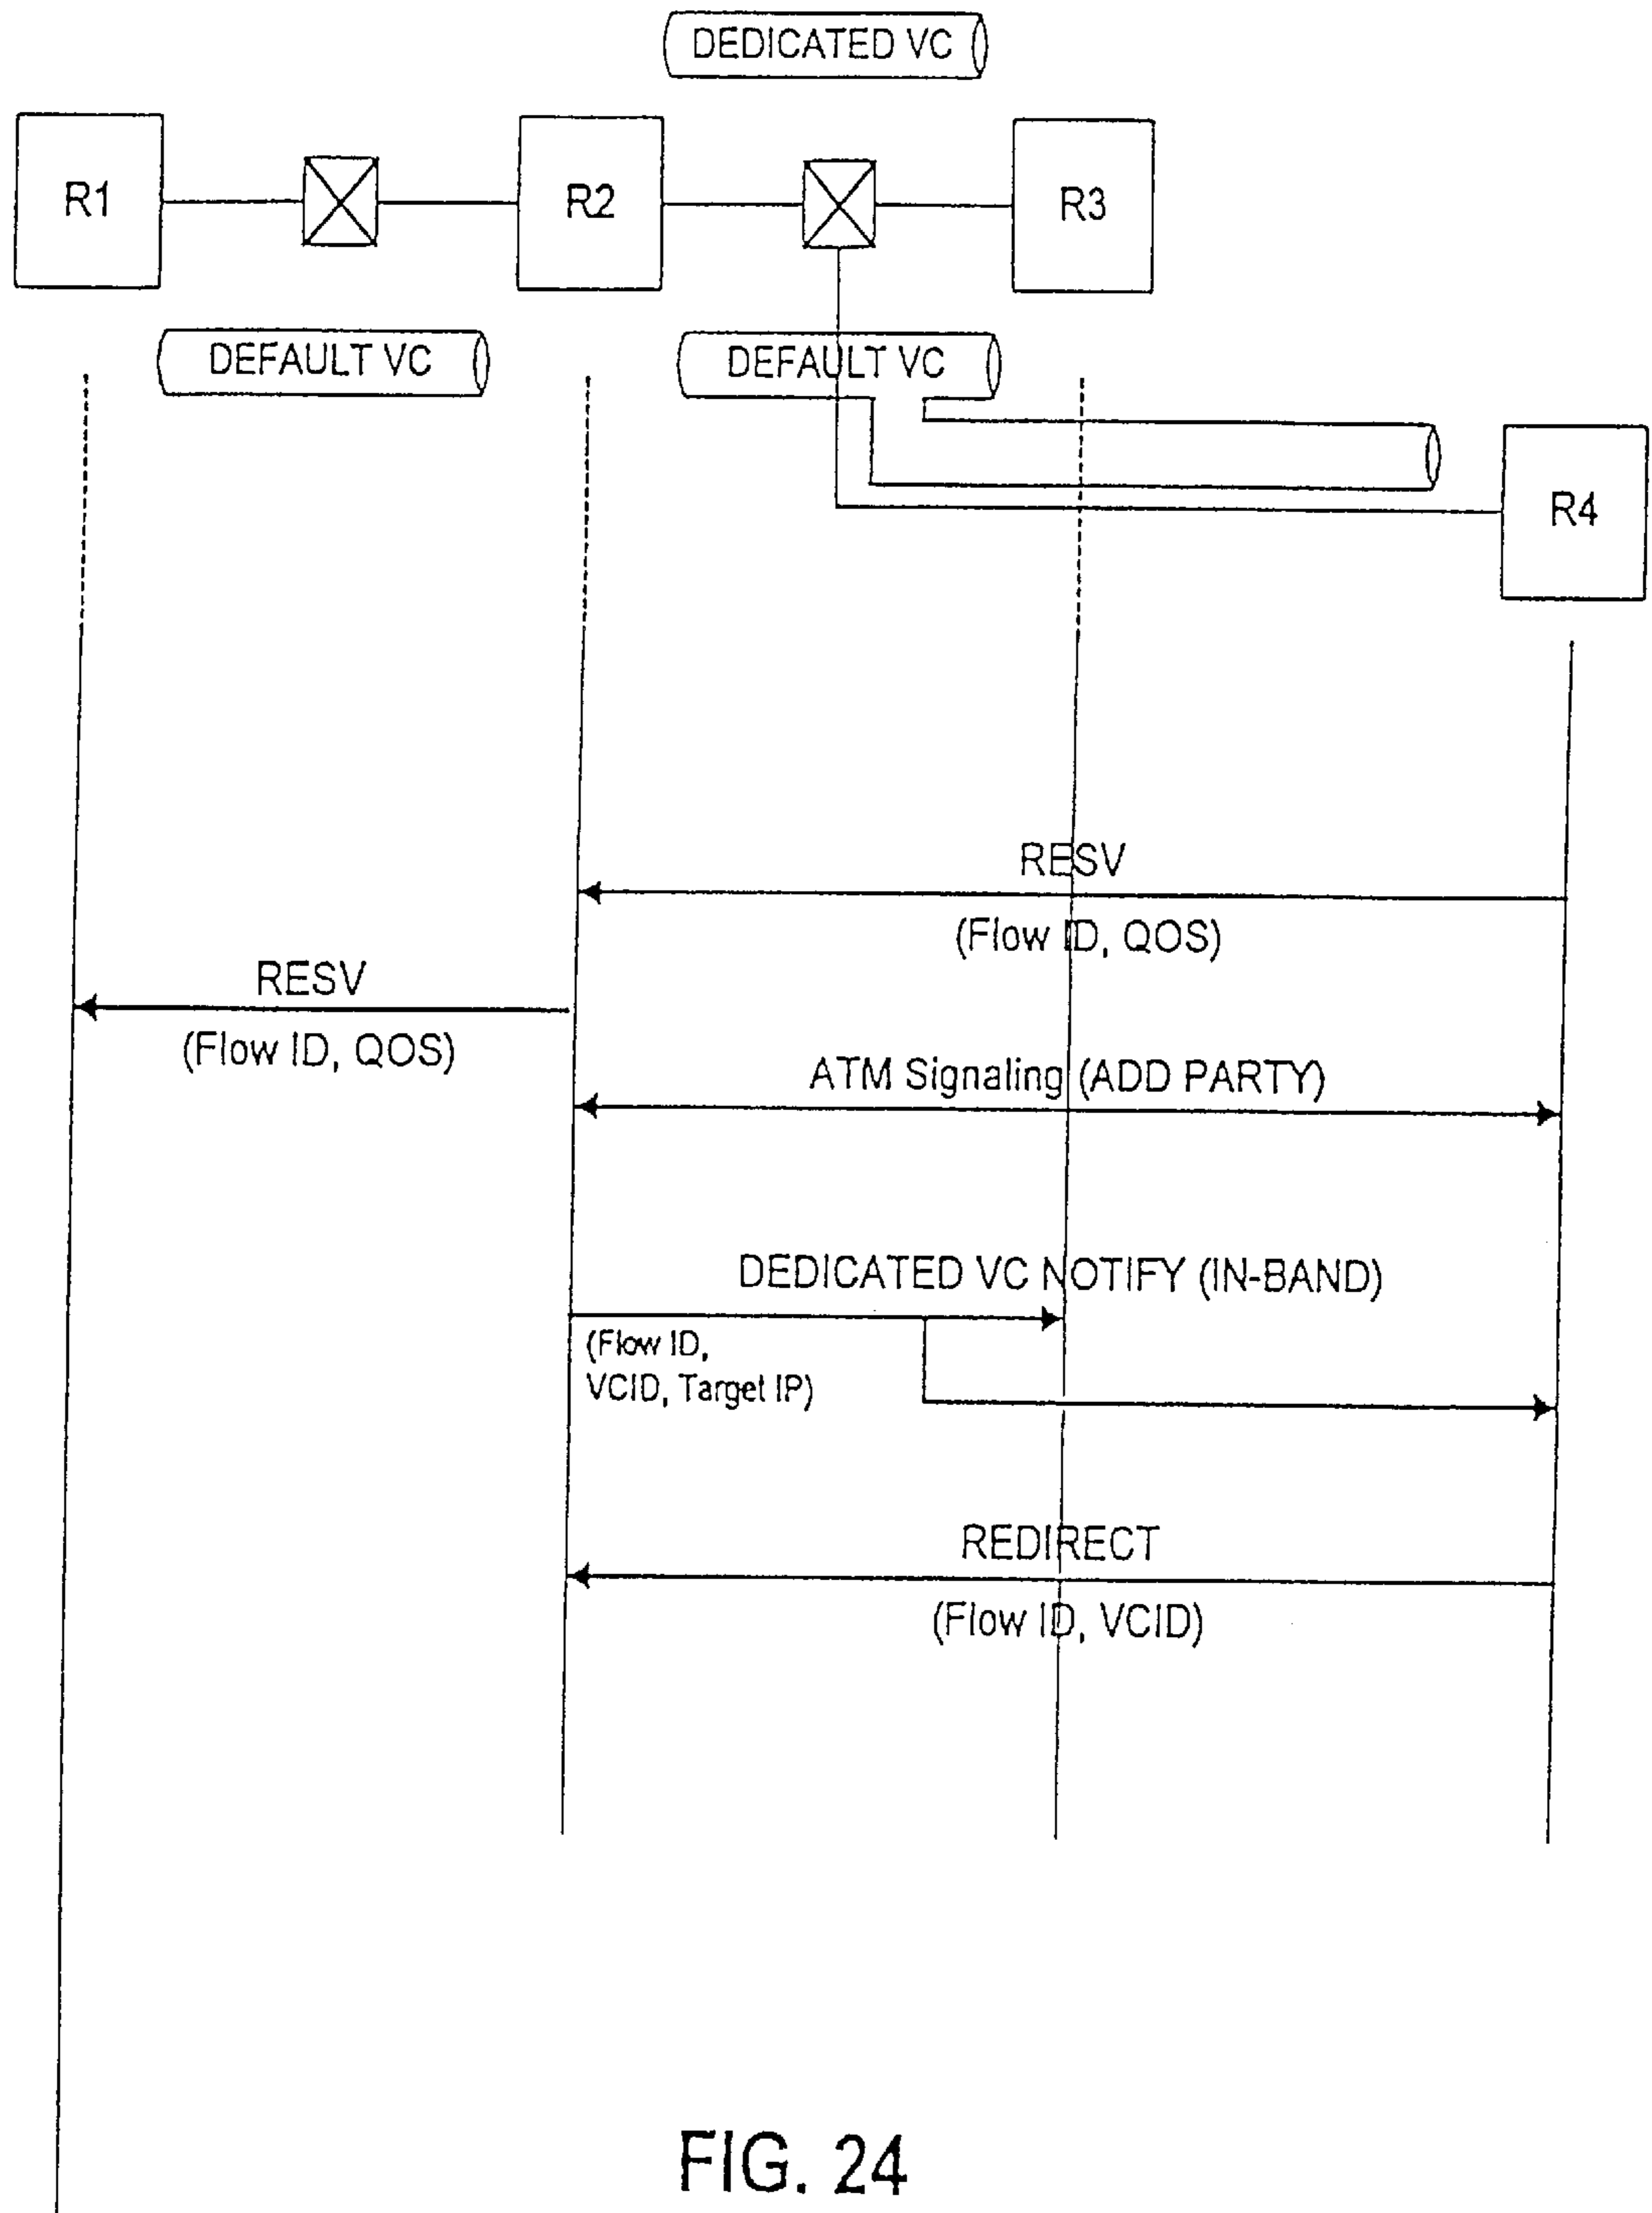 DEDICATED VC
R1
R2
R3
DEFAULT VC
DEFAULT VC
R4
RESV
(Flow ID, QOS)
RESV
(Flow ID, QOS)
ATM Signaling (ADD PARTY)
DEDICATED VC NOTIFY (IN-BAND)
(Flow ID,
VCID, Target IP)
REDIRECT
(Flow ID, VCID)
FIG. 24